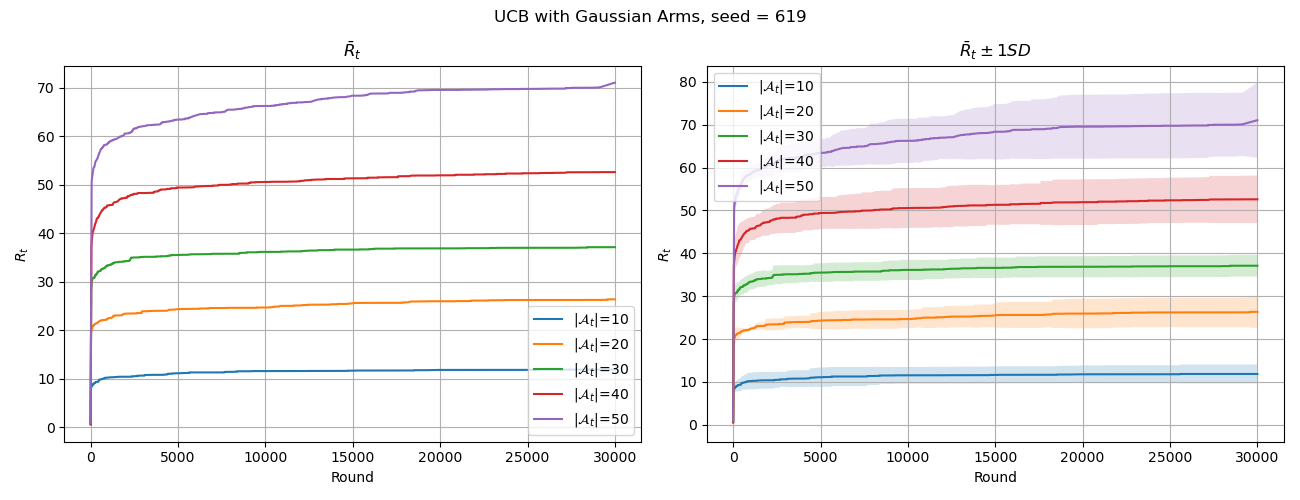 UCB with Gaussian Arms, seed = 619
R̄ₜ
Rₜ
70
60
50
40
30
20
10
0
0 5000 10000 15000 20000 25000 30000
Round
|𝒜ₜ|=10
|𝒜ₜ|=20
|𝒜ₜ|=30
|𝒜ₜ|=40
|𝒜ₜ|=50
R̄ₜ ± 1SD
Rₜ
80
70
60
50
40
30
20
10
0
0 5000 10000 15000 20000 25000 30000
Round
|𝒜ₜ|=10
|𝒜ₜ|=20
|𝒜ₜ|=30
|𝒜ₜ|=40
|𝒜ₜ|=50